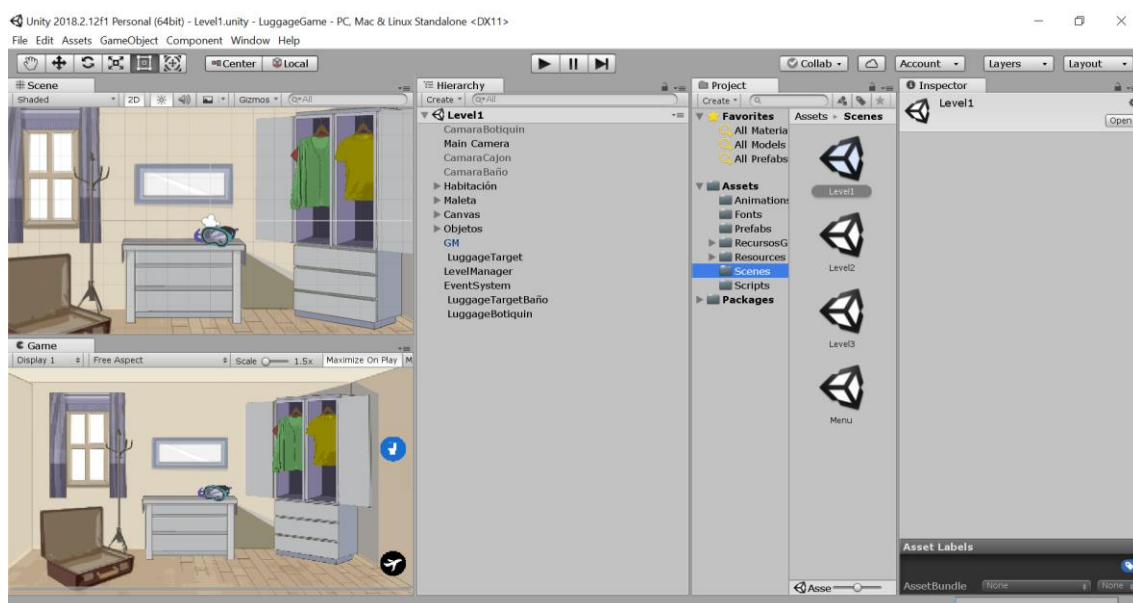 Unity 2018.2.12f1 Personal (64bit) - Level1.unity - LuggageGame - PC, Mac & Linux Standalone <DX11>
File Edit Assets GameObject Component Window Help
Center Local Collab Account Layers Layout
Scene
Shaded 2D Gizmos All
Hierarchy
Create All
Level1
CamaraBotiquin
Main Camera
CamaraCajon
CamaraBaño
Habitación
Maleta
Canvas
Objetos
GM
LuggageTarget
LevelManager
EventSystem
LuggageTargetBaño
LuggageBotiquin
Game
Display 1 Free Aspect Scale 1.5x Maximize On Play M
Project
Create
Favorites
All Materia
All Models
All Prefabs
Assets
Animation
Fonts
Prefabs
RecursosG
Resources
Scenes
Scripts
Packages
Assets Scenes
Level1
Level2
Level3
Menu
Asse
Inspector
Level1
Open
Asset Labels
AssetBundle None None